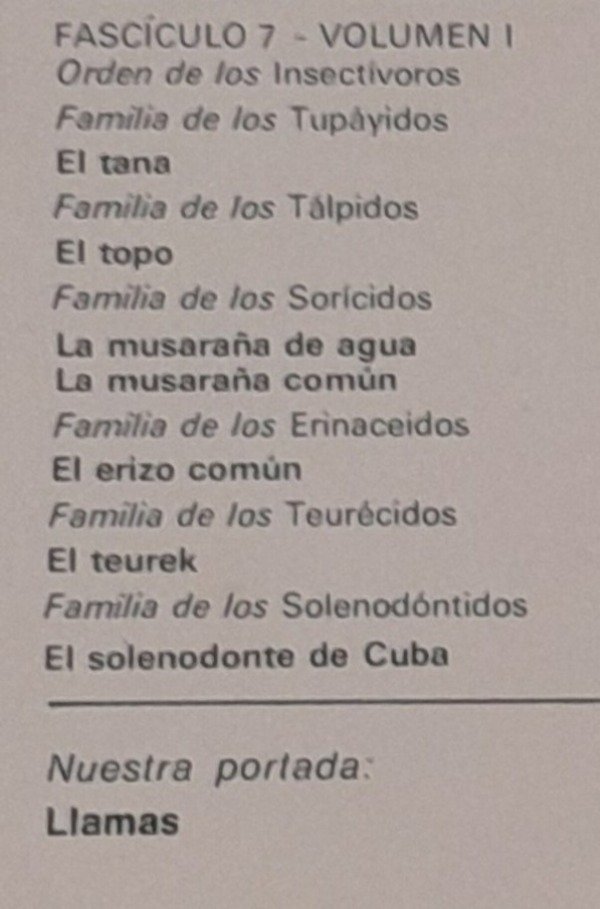 FASCÍCULO 7 - VOLUMEN I
Orden de los Insectívoros
Familia de los Tupáyidos
El tana
Familia de los Tálpidos
El topo
Familia de los Sorícidos
La musaraña de agua
La musaraña común
Familia de los Erinaceidos
El erizo común
Familia de los Teurécidos
El teurek
Familia de los Solenodóntidos
El solenodonte de Cuba
Nuestra portada:
Llamas